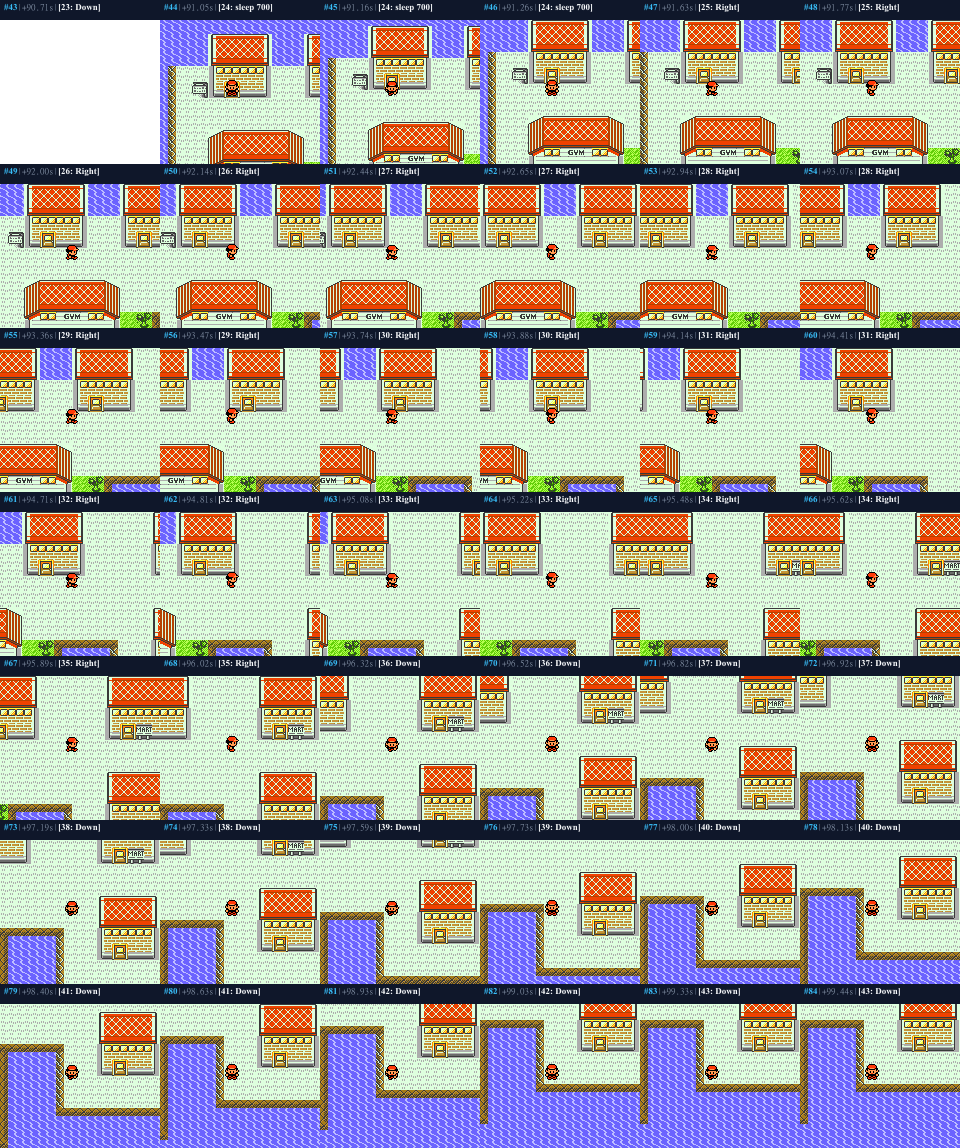 #43|+90.71s| [23: Down]
#44|+91.05s| [24: sleep 700]
#45|+91.16s| [24: sleep 700]
#46|+91.26s| [24: sleep 700]
#47|+91.63s| [25: Right]
#48|+91.77s| [25: Right]
GYM
GYM
GYM
#49|+92.00s| [26: Right]
#50|+92.14s| [26: Right]
#51|+92.44s| [27: Right]
#52|+92.65s| [27: Right]
#53|+92.94s| [28: Right]
#54|+93.07s| [28: Right]
GYM
GYM
GYM
GYM
GYM
GYM
#55|+93.36s| [29: Right]
#56|+93.47s| [29: Right]
#57|+93.74s| [30: Right]
#58|+93.88s| [30: Right]
#59|+94.14s| [31: Right]
#60|+94.41s| [31: Right]
GYM
GYM
GYM
#61|+94.71s| [32: Right]
#62|+94.81s| [32: Right]
#63|+95.08s| [33: Right]
#64|+95.22s| [33: Right]
#65|+95.48s| [34: Right]
#66|+95.62s| [34: Right]
MART
#67|+95.89s| [35: Right]
#68|+96.02s| [35: Right]
#69|+96.32s| [36: Down]
#70|+96.52s| [36: Down]
#71|+96.82s| [37: Down]
#72|+96.92s| [37: Down]
MART
MART
MART
MART
MART
#73|+97.19s| [38: Down]
#74|+97.33s| [38: Down]
#75|+97.59s| [39: Down]
#76|+97.73s| [39: Down]
#77|+98.00s| [40: Down]
#78|+98.13s| [40: Down]
MART
MART
#79|+98.40s| [41: Down]
#80|+98.63s| [41: Down]
#81|+98.93s| [42: Down]
#82|+99.03s| [42: Down]
#83|+99.33s| [43: Down]
#84|+99.44s| [43: Down]